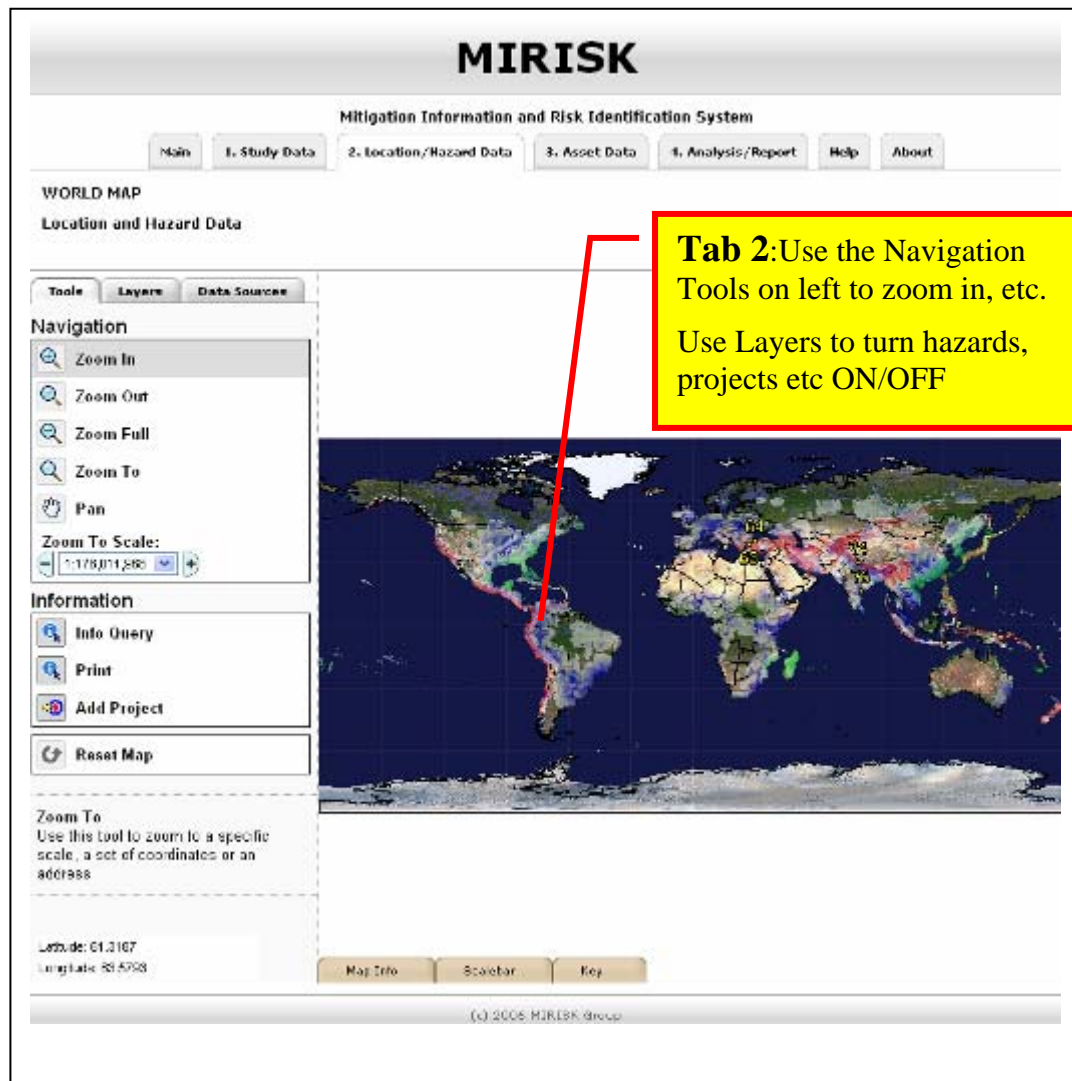 MIRISK
Mitigation Information and Risk Identification System
Main 1. Study Data 2. Location/Hazard Data 3. Asset Data 4. Analysis/Report Help About
WORLD MAP
Location and Hazard Data
Tab 2:Use the Navigation
Tools on left to zoom in, etc.
Use Layers to turn hazards,
projects etc ON/OFF
Tools Layers Data Sources
Navigation
Zoom In
Zoom Out
Zoom Full
Zoom To
Pan
Zoom To Scale:
Information
Info Query
Print
Add Project
Reset Map
64
Zoom To
Use this tool to zoom to a specific
scale, a set of coordinates or an
address
Latitude: 61.3187
Longitude:
Map Info Scalebar Key
(c) 2006 MIRISK Group